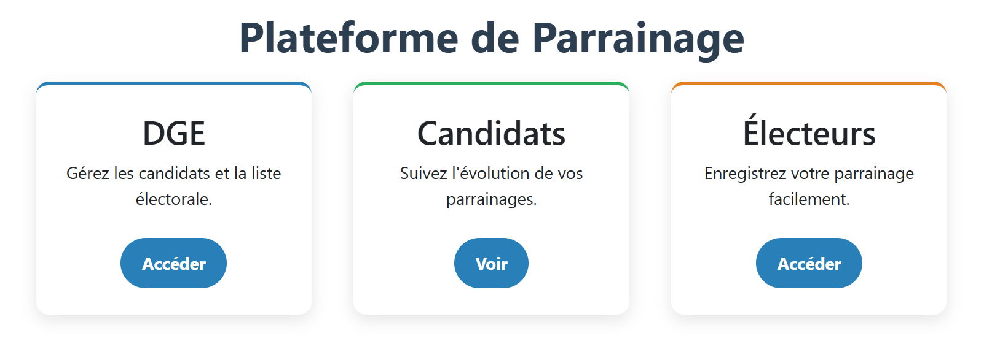 Plateforme de Parrainage
DGE
Gérez les candidats et la liste
électorale.
Accéder
Candidats
Suivez l'évolution de vos
parrainages.
Voir
Électeurs
Enregistrez votre parrainage
facilement.
Accéder